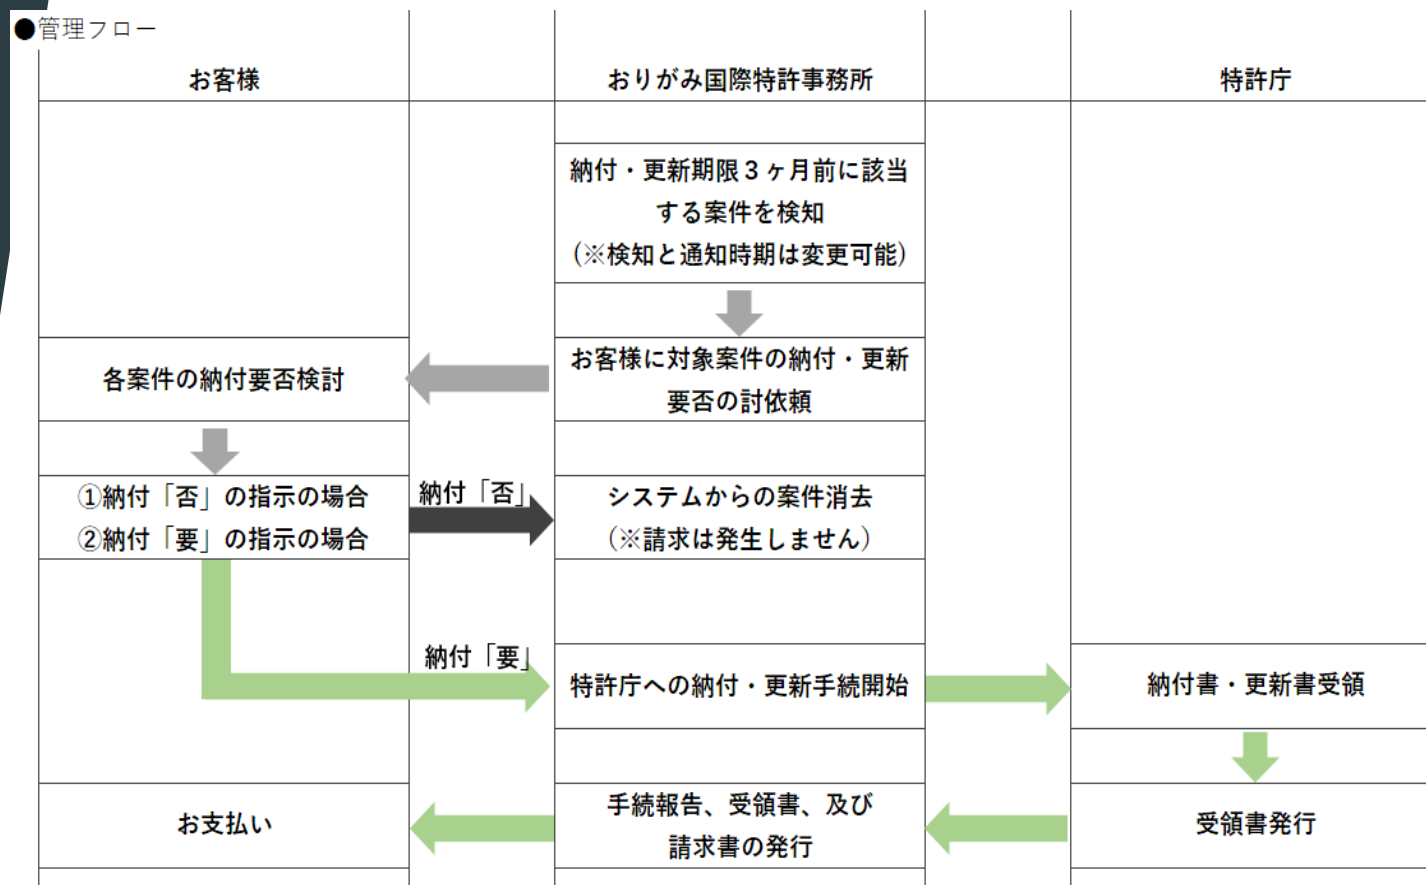 ●管理フロー
お客様
おりがみ国際特許事務所
特許庁
納付・更新期限３ヶ月前に該当
する案件を検知
(※検知と通知時期は変更可能)
お客様に対象案件の納付・更新
要否の討依頼
各案件の納付要否検討
①納付「否」の指示の場合
②納付「要」の指示の場合
納付「否」
システムからの案件消去
(※請求は発生しません)
納付「要」
特許庁への納付・更新手続開始
納付書・更新書受領
お支払い
手続報告、受領書、及び
請求書の発行
受領書発行